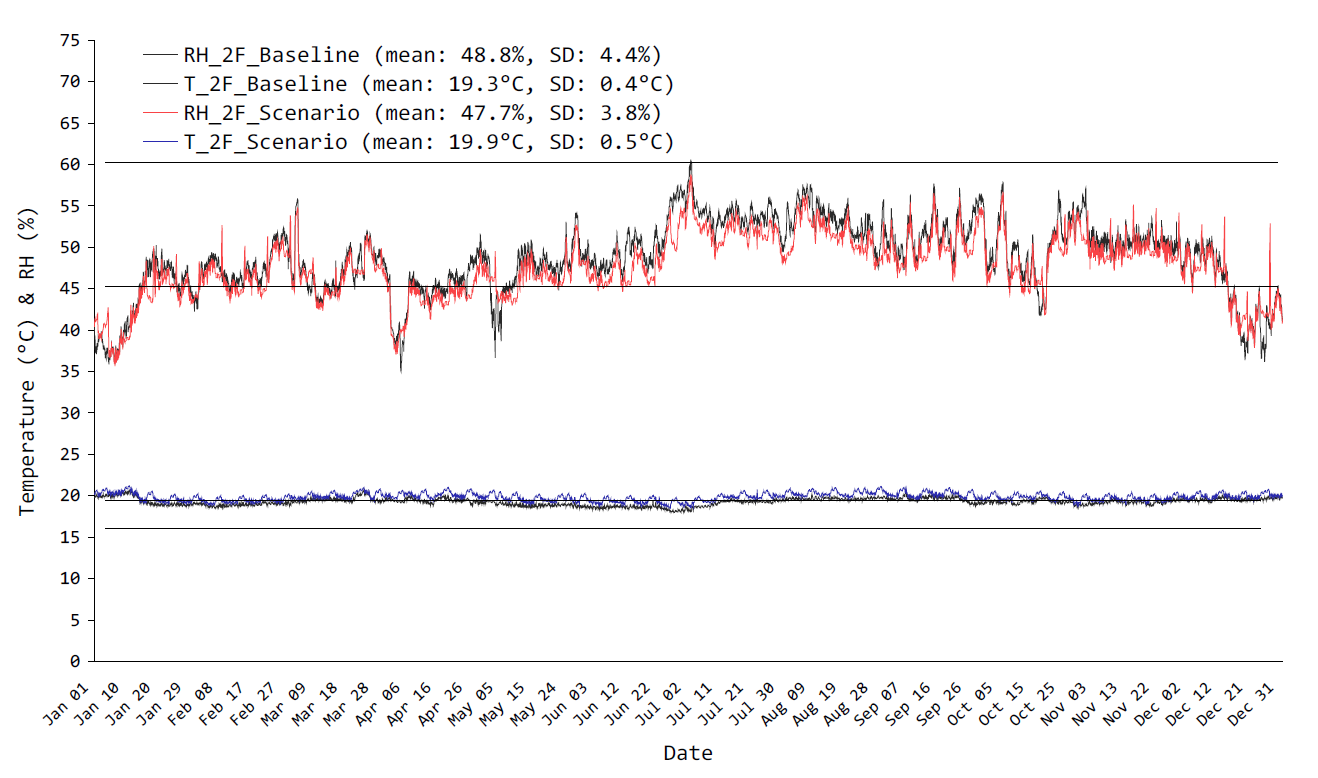 75
70
65
60
55
50
45
40
35
30
25
20
15
10
5
0
Temperature (°C) & RH (%)
RH_2F_Baseline (mean: 48.8%, SD: 4.4%)
T_2F_Baseline (mean: 19.3°C, SD: 0.4°C)
RH_2F_Scenario (mean: 47.7%, SD: 3.8%)
T_2F_Scenario (mean: 19.9°C, SD: 0.5°C)
Jan 01
Jan 10
Jan 20
Jan 29
Feb 08
Feb 17
Feb 27
Mar 09
Mar 18
Mar 28
Apr 06
Apr 16
Apr 26
May 05
May 15
May 24
Jun 03
Jun 12
Jun 22
Jul 02
Jul 11
Jul 21
Jul 30
Aug 09
Aug 19
Aug 28
Sep 07
Sep 16
Sep 26
Oct 05
Oct 15
Oct 25
Nov 03
Nov 13
Nov 22
Dec 02
Dec 12
Dec 21
Dec 31
Date